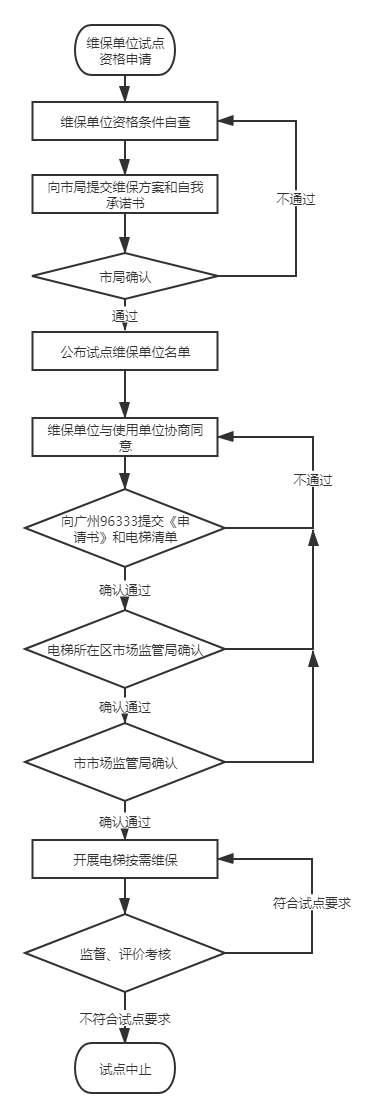 维保单位试点
资格申请
维保单位资格条件自查
向市局提交维保方案和自我
承诺书
不通过
市局确认
通过
公布试点维保单位名单
维保单位与使用单位协商同
意
不通过
向广州96333提交《申
请书》和电梯清单
确认通过
电梯所在区市场监管局确认
确认通过
市市场监管局确认
确认通过
开展电梯按需维保
符合试点要求
监督、评价考核
不符合试点要求
试点中止